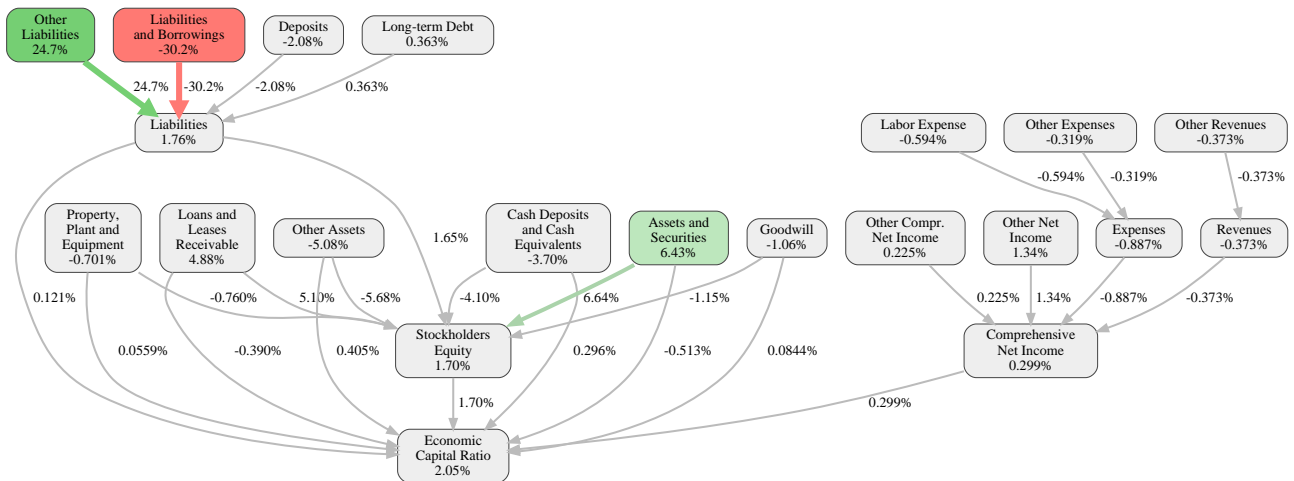 Other
Liabilities
24.7%
Liabilities
and Borrowings
-30.2%
Deposits
-2.08%
Long-term Debt
0.363%
24.7%
-30.2%
-2.08%
0.363%
Liabilities
1.76%
Labor Expense
-0.594%
Other Expenses
-0.319%
Other Revenues
-0.373%
-0.594%
-0.319%
-0.373%
Property,
Plant and
Equipment
-0.701%
Loans and
Leases
Receivable
4.88%
Other Assets
-5.08%
1.65%
Cash Deposits
and Cash
Equivalents
-3.70%
Assets and
Securities
6.43%
Goodwill
-1.06%
Other Compr.
Net Income
0.225%
Other Net
Income
1.34%
Expenses
-0.887%
Revenues
-0.373%
0.121%
-0.760%
5.10%
-5.68%
-4.10%
6.64%
-1.15%
0.225%
1.34%
-0.887%
-0.373%
0.0559%
-0.390%
0.405%
Stockholders
Equity
1.70%
0.296%
-0.513%
0.0844%
Comprehensive
Net Income
0.299%
1.70%
0.299%
Economic
Capital Ratio
2.05%